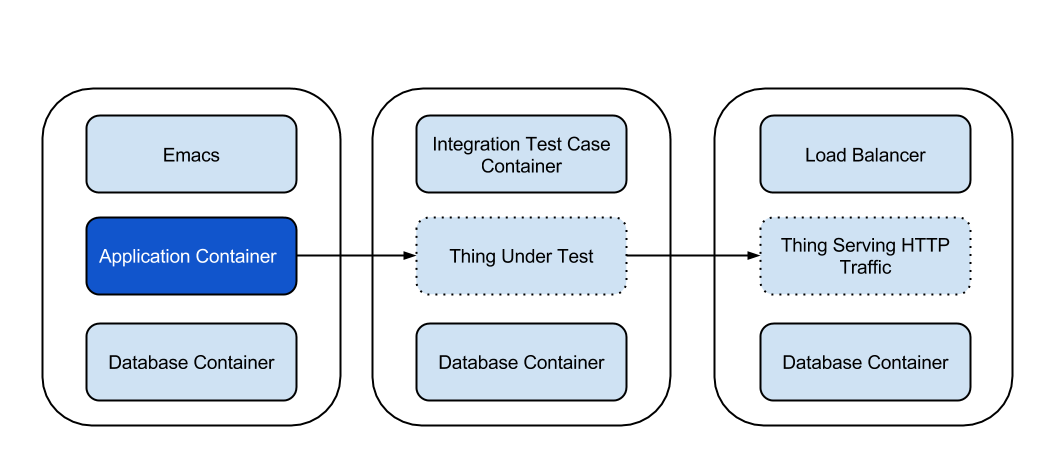 Emacs
Application Container
Database Container
Integration Test Case
Container
Thing Under Test
Database Container
Load Balancer
Thing Serving HTTP
Traffic
Database Container